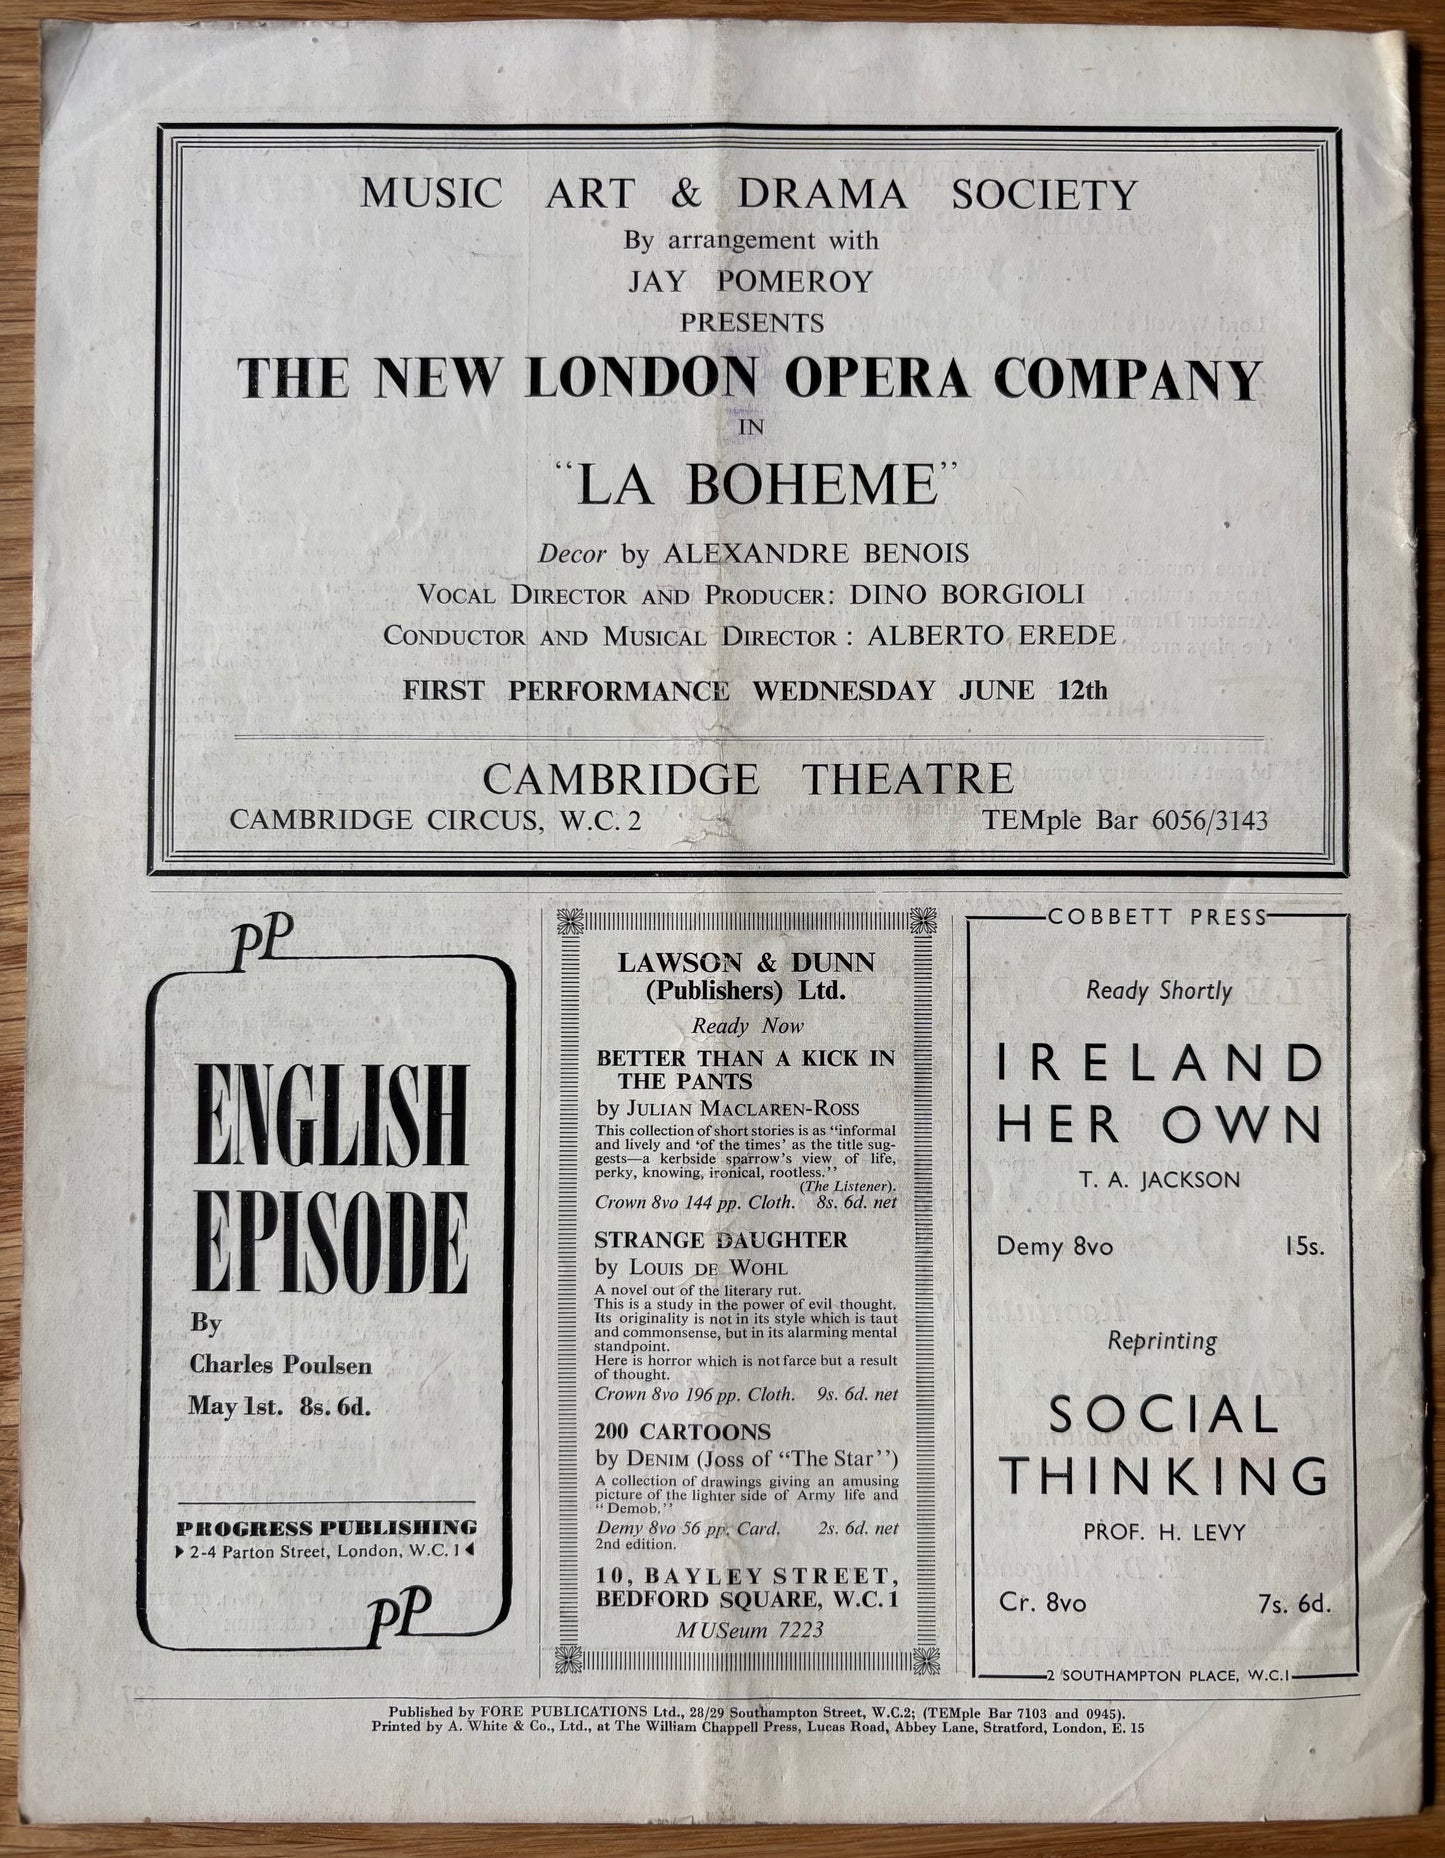 MUSIC ART & DRAMA SOCIETY
By arrangement with
JAY POMEROY
PRESENTS
THE NEW LONDON OPERA COMPANY
IN
"LA BOHEME"
Decor by ALEXANDRE BENOIS
VOCAL DIRECTOR AND PRODUCER: DINO BORGIOLI
CONDUCTOR AND MUSICAL DIRECTOR : ALBERTO EREDE
FIRST PERFORMANCE WEDNESDAY JUNE 12th
CAMBRIDGE THEATRE
CAMBRIDGE CIRCUS, W.C. 2 TEMple Bar 6056/3143
PP
ENGLISH
EPISODE
By
Charles Poulsen
May 1st. 8s. 6d.
PROGRESS PUBLISHING
2-4 Parton Street, London, W.C. 1
PP
LAWSON & DUNN
(Publishers) Ltd.
Ready Now
BETTER THAN A KICK IN
THE PANTS
by JULIAN MACLAREN-ROSS
This collection of short stories is as "informal
and lively and 'of the times' as the title sug-
gests—a kerbside sparrow's view of life,
perky, knowing, ironical, rootless."
(The Listener).
Crown 8vo 144 pp. Cloth. 8s. 6d. net
STRANGE DAUGHTER
by LOUIS DE WOHL
A novel out of the literary rut.
This is a study in the power of evil thought.
Its originality is not in its style which is taut
and commonsense, but in its alarming mental
standpoint.
Here is horror which is not farce but a result
of thought.
Crown 8vo 196 pp. Cloth. 9s. 6d. net
200 CARTOONS
by DENIM (Joss of "The Star")
A collection of drawings giving an amusing
picture of the lighter side of Army life and
"Demob."
Demy 8vo 56 pp. Card. 2s. 6d. net
2nd edition.
10, BAYLEY STREET,
BEDFORD SQUARE, W.C. 1
MUSeum 7223
COBBETT PRESS
Ready Shortly
IRELAND
HER OWN
T. A. JACKSON
Demy 8vo 15s.
Reprinting
SOCIAL
THINKING
PROF. H. LEVY
Cr. 8vo 7s. 6d.
2 SOUTHAMPTON PLACE, W.C.1
Published by FORE PUBLICATIONS Ltd., 28/29 Southampton Street, W.C.2; (TEMple Bar 7103 and 0945).
Printed by A. White & Co., Ltd., at The William Chappell Press, Lucas Road, Abbey Lane, Stratford, London, E. 15